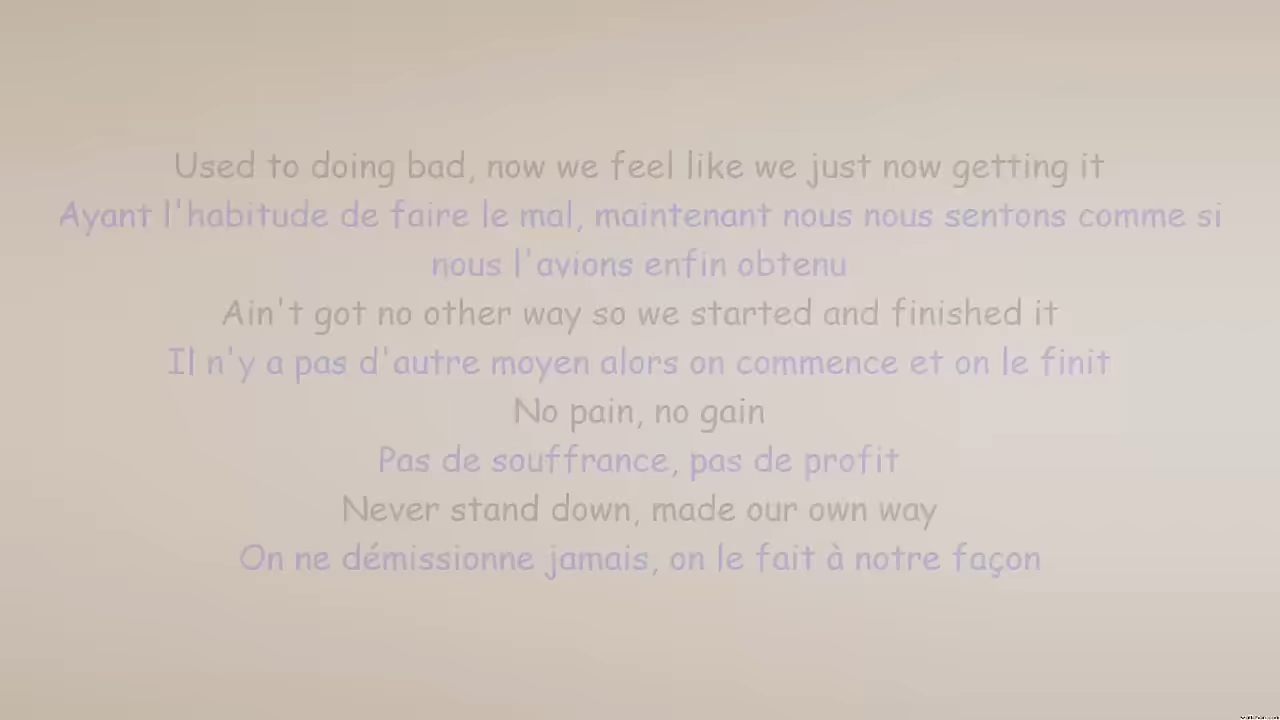 Used to doing bad, now we feel like we just now getting it
Ayant l'habitude de faire le mal, maintenant nous nous sentons comme si
nous l'avions enfin obtenu
Ain't got no other way so we started and finished it
Il n'y a pas d'autre moyen alors on commence et on le finit
No pain, no gain
Pas de souffrance, pas de profit
Never stand down, made our own way
On ne démissionne jamais, on le fait à notre façon